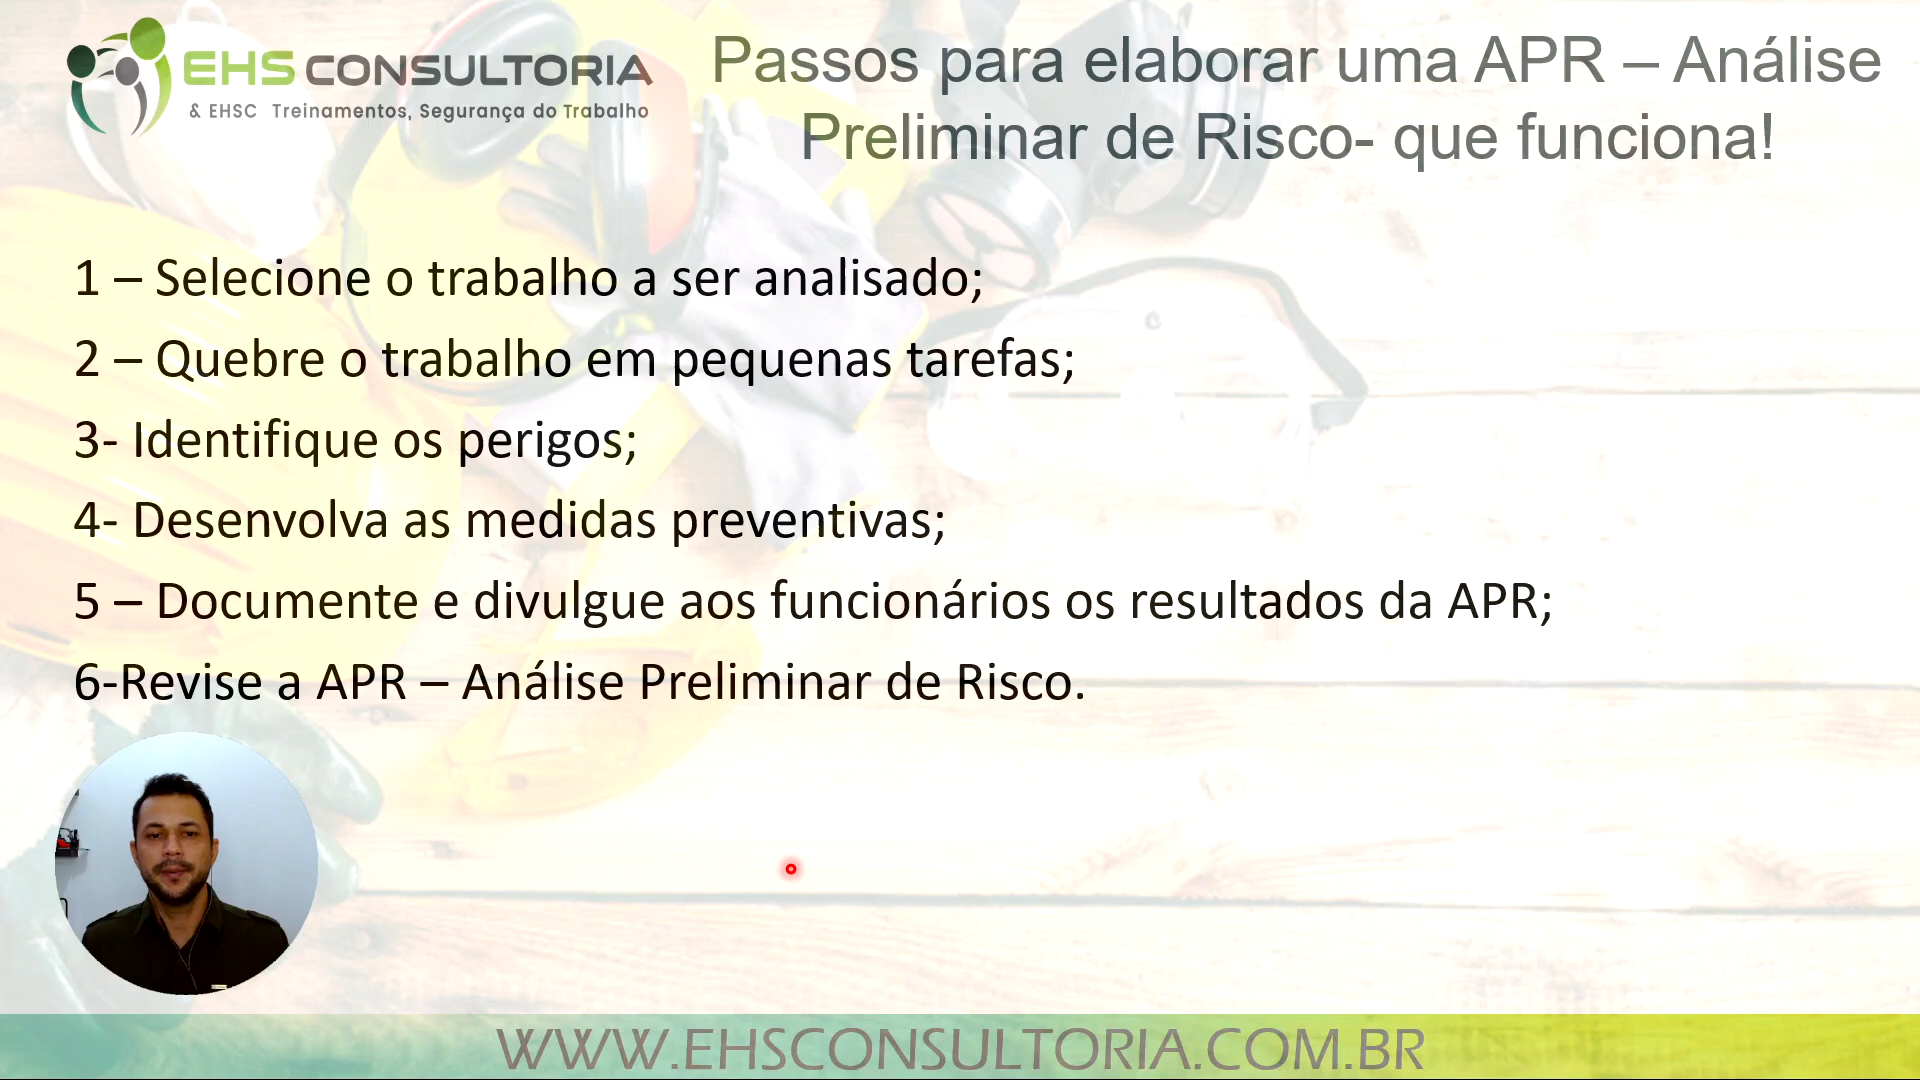 EHS CONSULTORIA
& EHSC Treinamentos, Segurança do Trabalho
Passos para elaborar uma APR – Análise
Preliminar de Risco- que funciona!
1 – Selecione o trabalho a ser analisado;
2 – Quebre o trabalho em pequenas tarefas;
3- Identifique os perigos;
4- Desenvolva as medidas preventivas;
5 – Documente e divulgue aos funcionários os resultados da APR;
6-Revise a APR – Análise Preliminar de Risco.
WWW.EHSCONSULTORIA.COM.BR